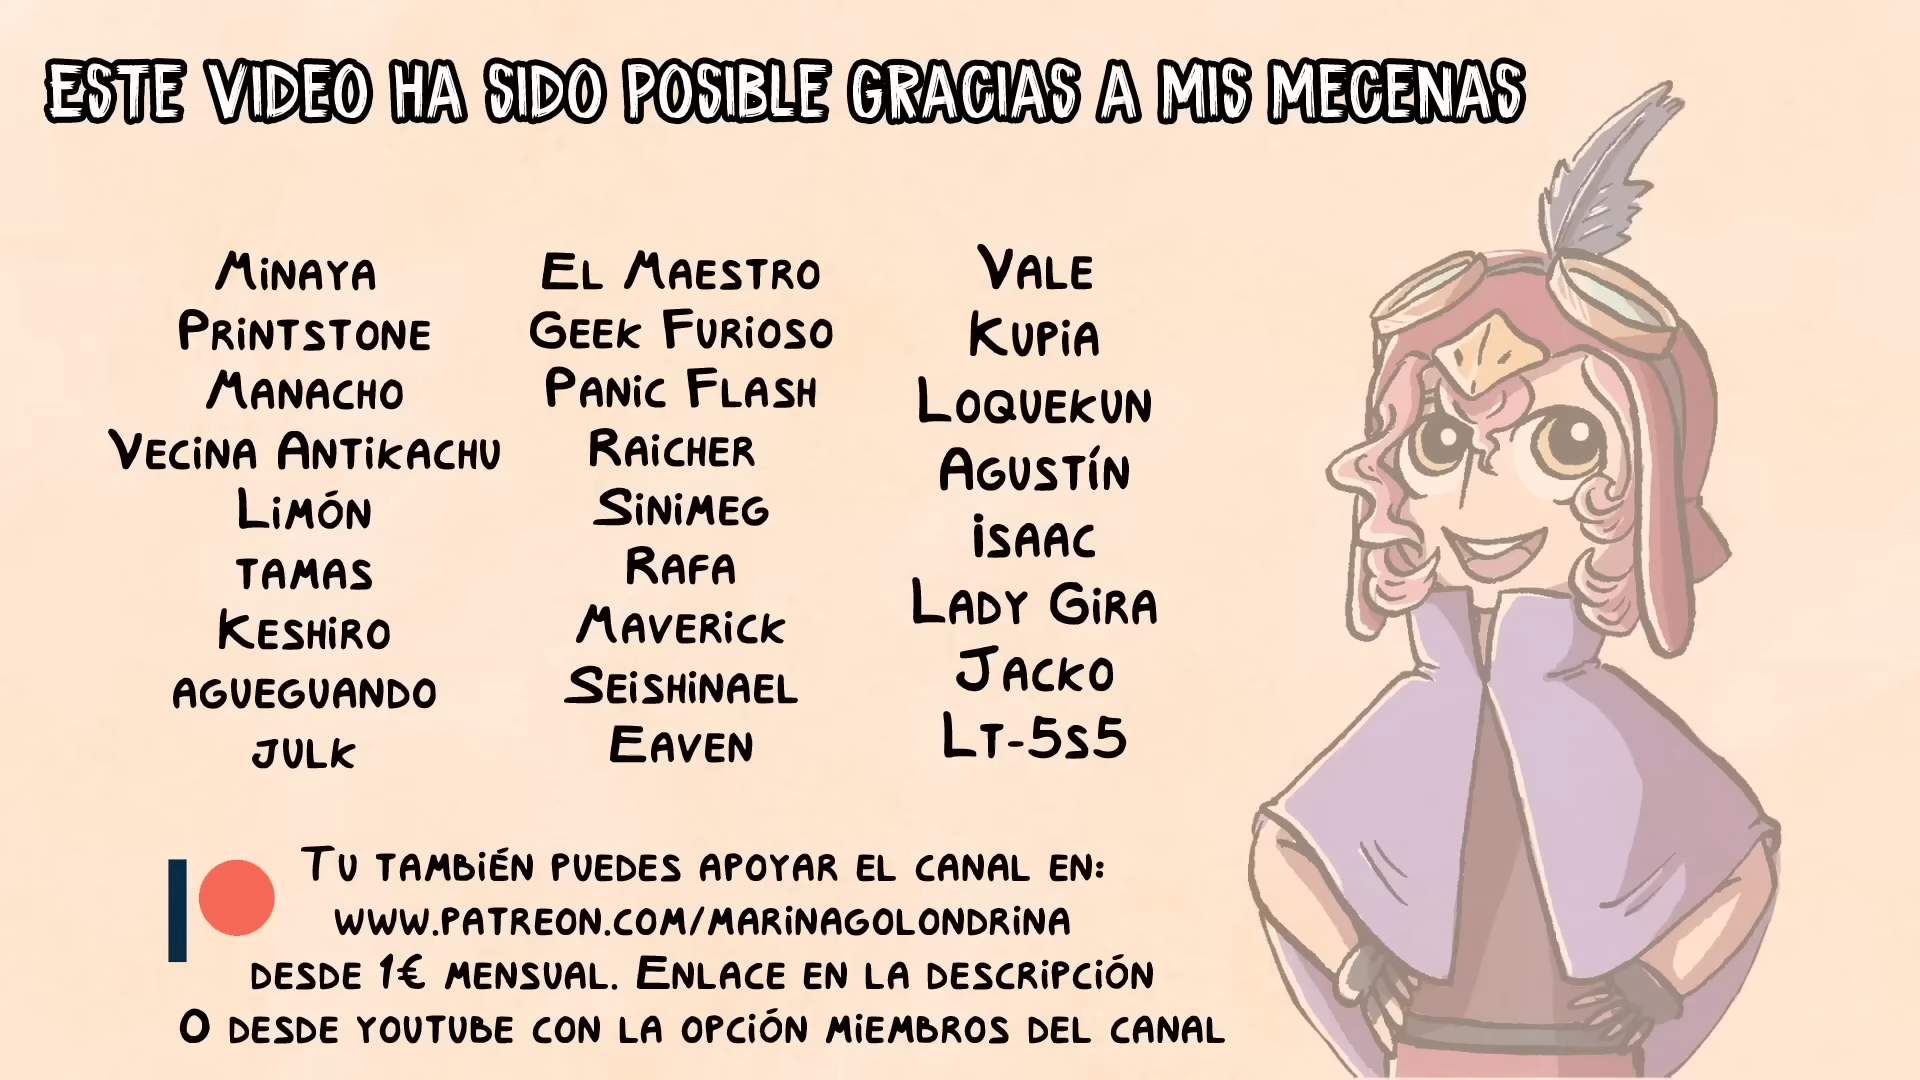 ESTE VIDEO HA SIDO POSIBLE GRACIAS A MIS MECENAS
Minaya
Printstone
Manacho
Vecina Antikachu
Limón
tamas
Keshiro
agueguando
julk
El Maestro
Geek Furioso
Panic Flash
Raicher
Sinimeg
Rafa
Maverick
Seishinael
Eaven
Vale
Kupia
Loquekun
Agustín
isaac
Lady Gira
Jacko
Lt-5s5
Tu también puedes apoyar el canal en:
www.patreon.com/marinagolondrina
desde 1€ mensual. Enlace en la descripción
O desde youtube con la opción miembros del canal